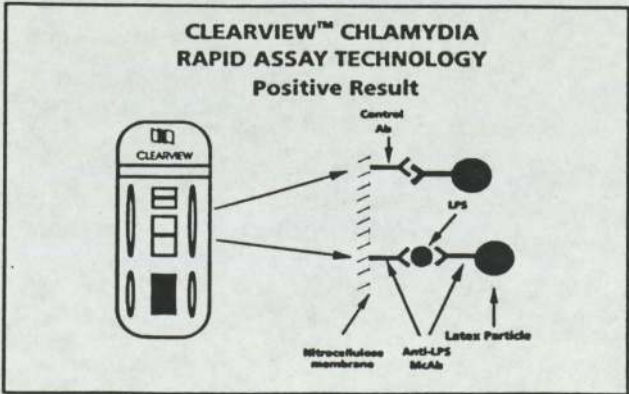 CLEARVIEW™ CHLAMYDIA
RAPID ASSAY TECHNOLOGY
Positive Result
Control
Ab
CLEARVIEW
LPS
Latex Particle
Nitrocellulose
membrane
Anti-LPS
McAb